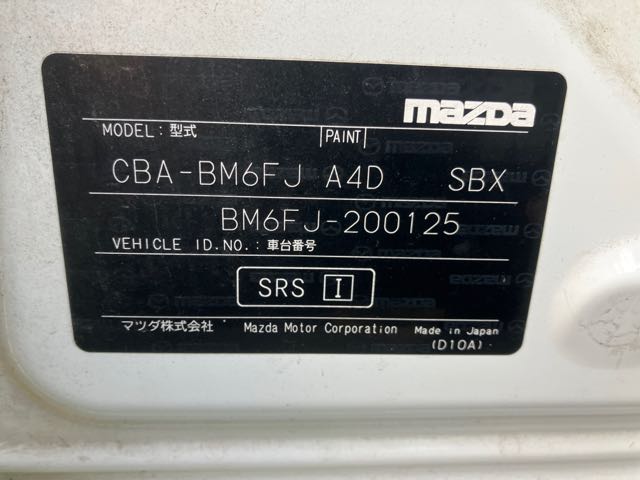 mazda
MODEL: 型式 PAINT
CBA-BM6FJ A4D SBX
BM6FJ-200125
VEHICLE ID.NO.: 車台番号
SRS I
マツダ株式会社 Mazda Motor Corporation Made in Japan
(D10A)